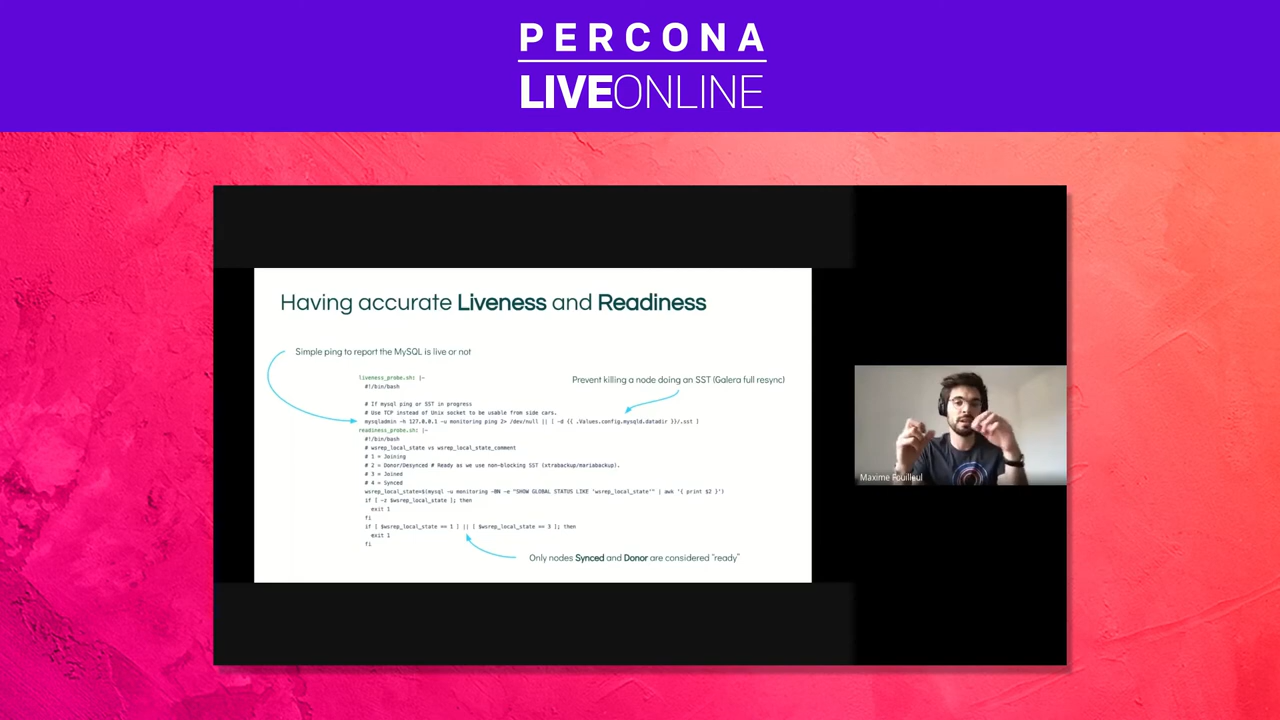 PERCONA
LIVEONLINE
Having accurate Liveness and Readiness
Simple ping to report the MySQL is live or not
Prevent killing a node doing an SST (Galera full resync)
liveness_probe.sh: |-
#!/bin/bash
# If mysql ping or SST in progress
# Use TCP instead of Unix socket to be usable from side cars.
mysqladmin -h 127.0.0.1 -u monitoring ping 2> /dev/null || [ -d {{ .Values.config.mysqld.datadir }}/.sst ]
readiness_probe.sh: |-
#!/bin/bash
# wsrep_local_state vs wsrep_local_state_comment
# 1 = Joining
# 2 = Donor/Desynced # Ready as we use non-blocking SST (xtrabackup/mariabackup).
# 3 = Joined
# 4 = Synced
wsrep_local_state=$(mysql -u monitoring -BN -e "SHOW GLOBAL STATUS LIKE 'wsrep_local_state'" | awk '{ print $2 }')
if [ -z $wsrep_local_state ]; then
exit 1
fi
if [ $wsrep_local_state == 1 ] || [ $wsrep_local_state == 3 ]; then
exit 1
fi
Only nodes Synced and Donor are considered "ready"
Maxime Fouilleul